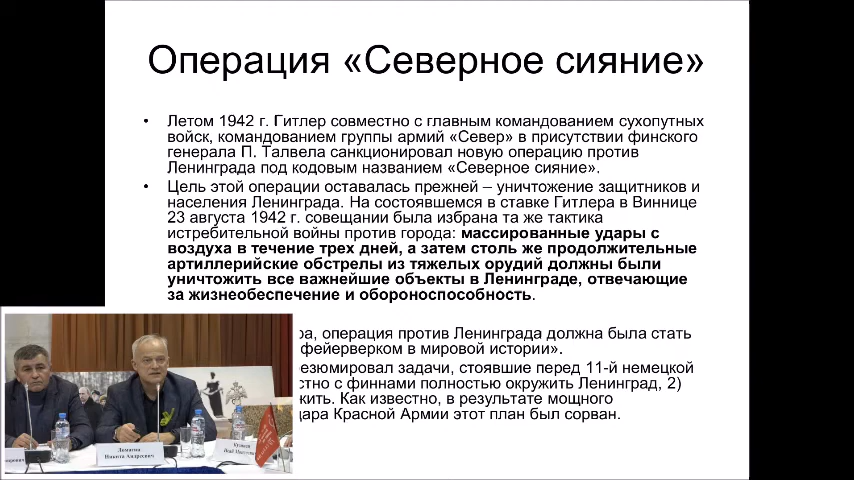 Операция «Северное сияние»
• Летом 1942 г. Гитлер совместно с главным командованием сухопутных
войск, командованием группы армий «Север» в присутствии финского
генерала П. Талвела санкционировал новую операцию против
Ленинграда под кодовым названием «Северное сияние».
• Цель этой операции оставалась прежней – уничтожение защитников и
населения Ленинграда. На состоявшемся в ставке Гитлера в Виннице
23 августа 1942 г. совещании была избрана та же тактика
истребительной войны против города: массированные удары с
воздуха в течение трех дней, а затем столь же продолжительные
артиллерийские обстрелы из тяжелых орудий должны были
уничтожить все важнейшие объекты в Ленинграде, отвечающие
за жизнеобеспечение и обороноспособность.
ра, операция против Ленинграда должна была стать
фейерверком в мировой истории».
резюмировал задачи, стоявшие перед 11-й немецкой
стно с финнами полностью окружить Ленинград, 2)
жить. Как известно, в результате мощного
дара Красной Армии этот план был сорван.
Ломагин
Никита Андреевич